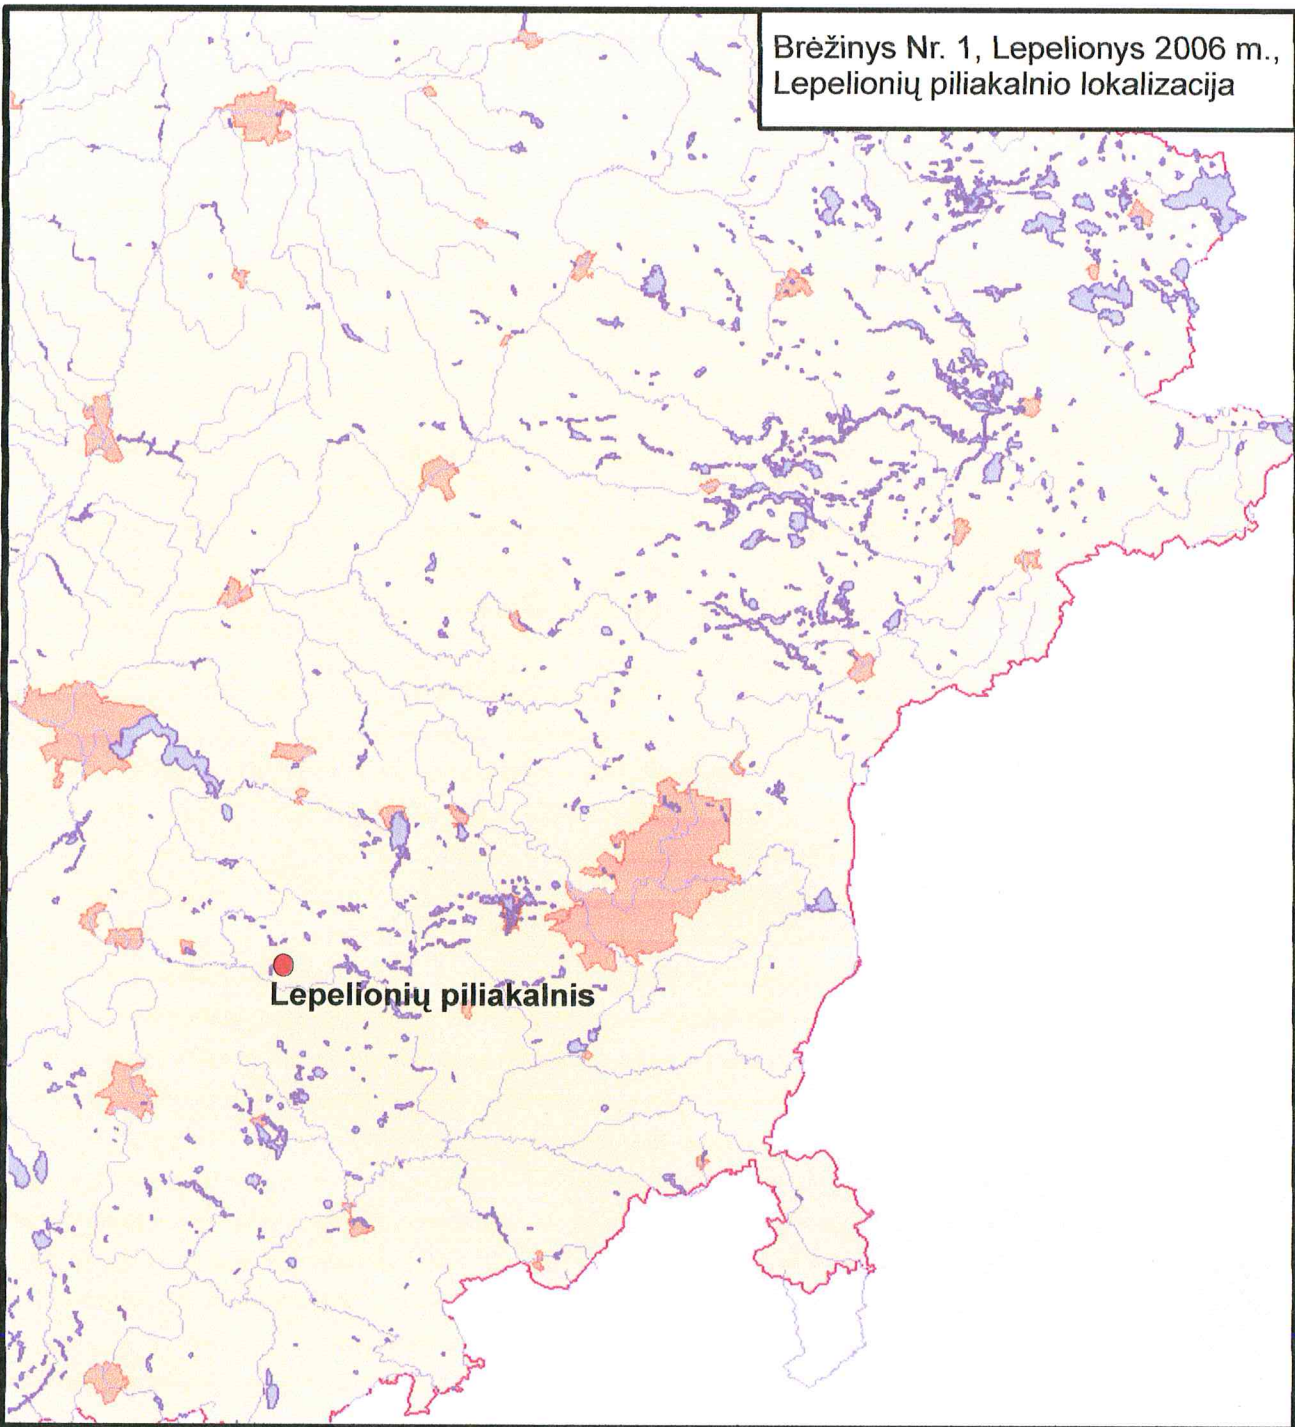 Brėžinys Nr. 1, Lepelionys 2006 m.,
Lepelionių piliakalnio lokalizacija
Lepelionių piliakalnis